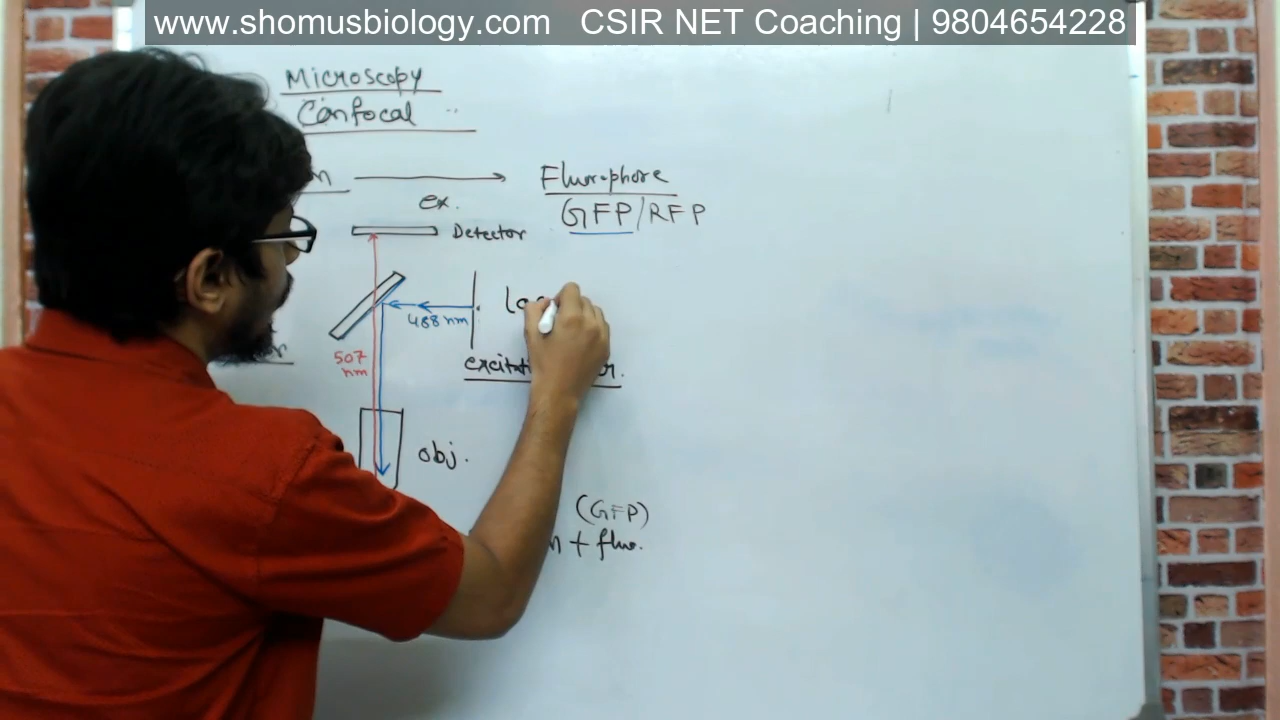 www.shomusbiology.com CSIR NET Coaching | 9804654228
Microscopy
Confocal
Fluorophore
ex.
GFP/RFP
Detector
488 nm
507
nm
obj.
(GFP)
+ fluo.